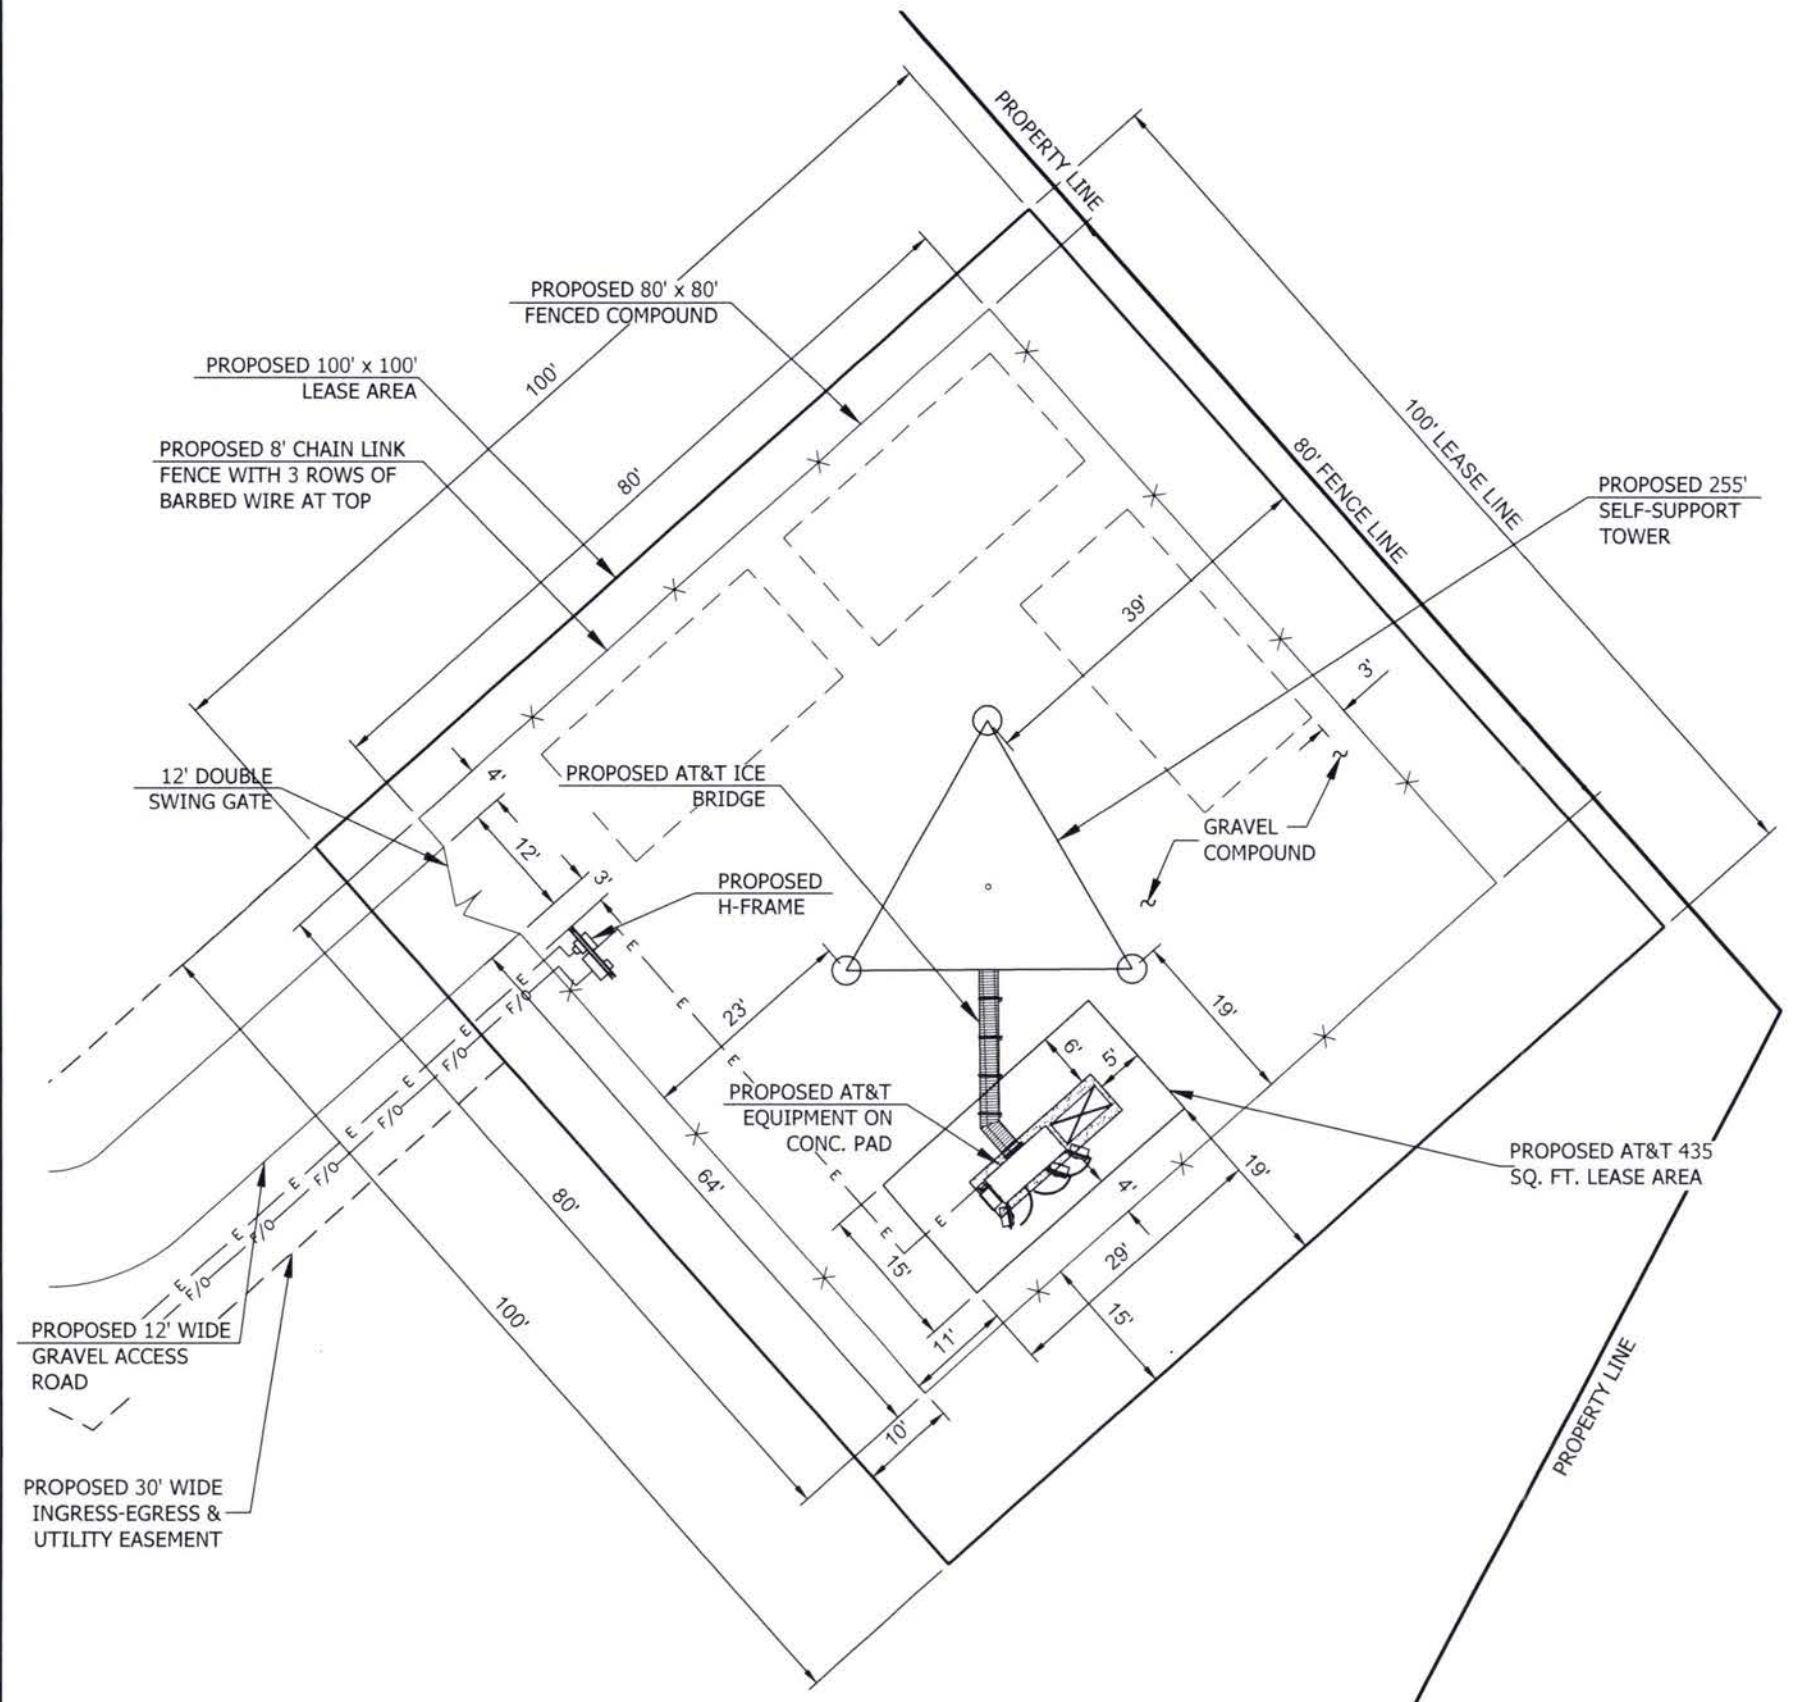 PROPERTY LINE
PROPOSED 80' x 80'
FENCED COMPOUND
PROPOSED 100' x 100'
LEASE AREA
100'
PROPOSED 8' CHAIN LINK
FENCE WITH 3 ROWS OF
BARBED WIRE AT TOP
80'
100' LEASE LINE
80' FENCE LINE
PROPOSED 255'
SELF-SUPPORT
TOWER
39'
3'
12' DOUBLE
SWING GATE
4'
PROPOSED AT&T ICE
BRIDGE
12'
GRAVEL
COMPOUND
3'
PROPOSED
H-FRAME
E
E
E
E
E
E
E
E
E
E
E
E
E
F/O
F/O
F/O
F/O
F/O
F/O
23'
19'
6'
5'
PROPOSED AT&T
EQUIPMENT ON
CONC. PAD
PROPOSED AT&T 435
SQ. FT. LEASE AREA
64'
80'
4'
19'
29'
15'
15'
11'
100'
10'
PROPOSED 12' WIDE
GRAVEL ACCESS
ROAD
PROPERTY LINE
PROPOSED 30' WIDE
INGRESS-EGRESS &
UTILITY EASEMENT